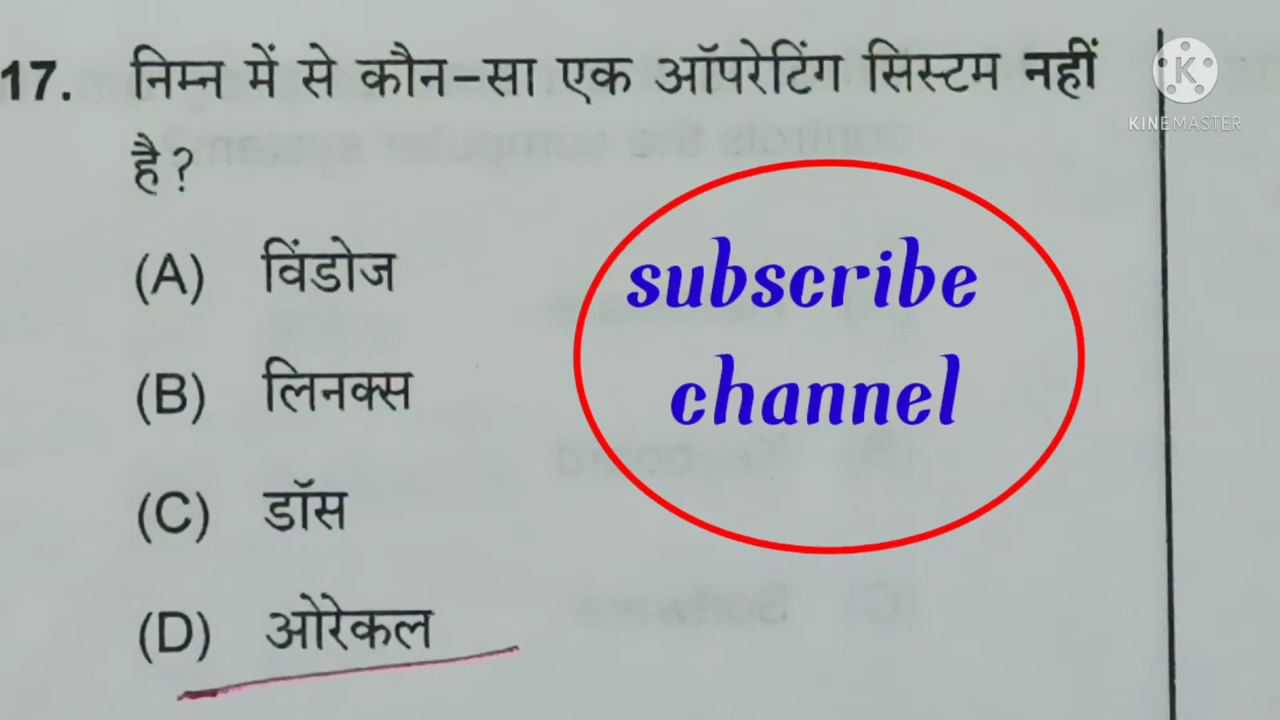 17. निम्न में से कौन-सा एक ऑपरेटिंग सिस्टम नहीं
है?
(A) विंडोज
(B) लिनक्स
(C) डॉस
(D) ओरेकल
subscribe
channel
K
KINEMASTER